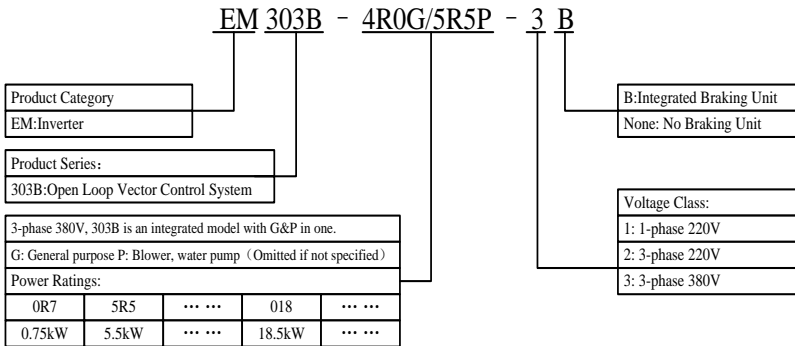 EM 303B - 4R0G/5R5P - 3 B
Product Category
EM:Inverter
Product Series：
303B:Open Loop Vector Control System
3-phase 380V, 303B is an integrated model with G&P in one.
G: General purpose P: Blower, water pump（Omitted if not specified）
Power Ratings:
0R7 5R5 …… 018 ……
0.75kW 5.5kW …… 18.5kW ……
B:Integrated Braking Unit
None: No Braking Unit
Voltage Class:
1: 1-phase 220V
2: 3-phase 220V
3: 3-phase 380V